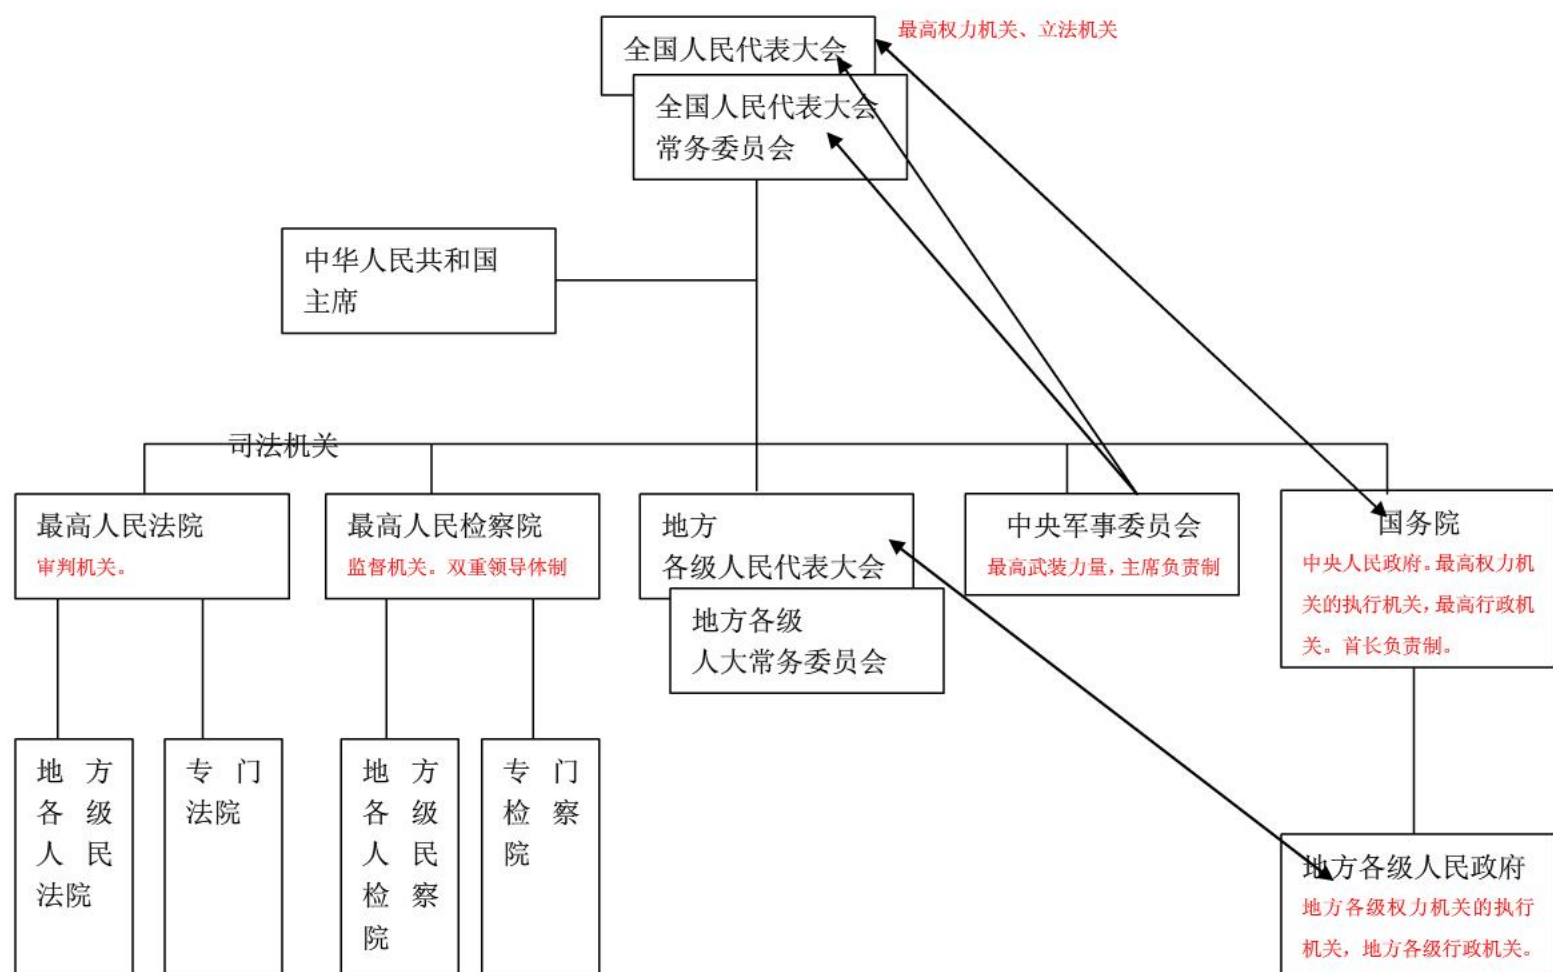 最高权力机关、立法机关
全国人民代表大会
全国人民代表大会
常务委员会
中华人民共和国
主席
司法机关
最高人民法院
审判机关。
最高人民检察院
监督机关。双重领导体制
地方
各级人民代表大会
地方各级
人大常务委员会
中央军事委员会
最高武装力量，主席负责制
国务院
中央人民政府。最高权力机
关的执行机关，最高行政机
关。首长负责制。
地方
各级
人民
法院
专门
法院
地方
各级
人民
检察
院
专门
检察
院
地方各级人民政府
地方各级权力机关的执行
机关，地方各级行政机关。